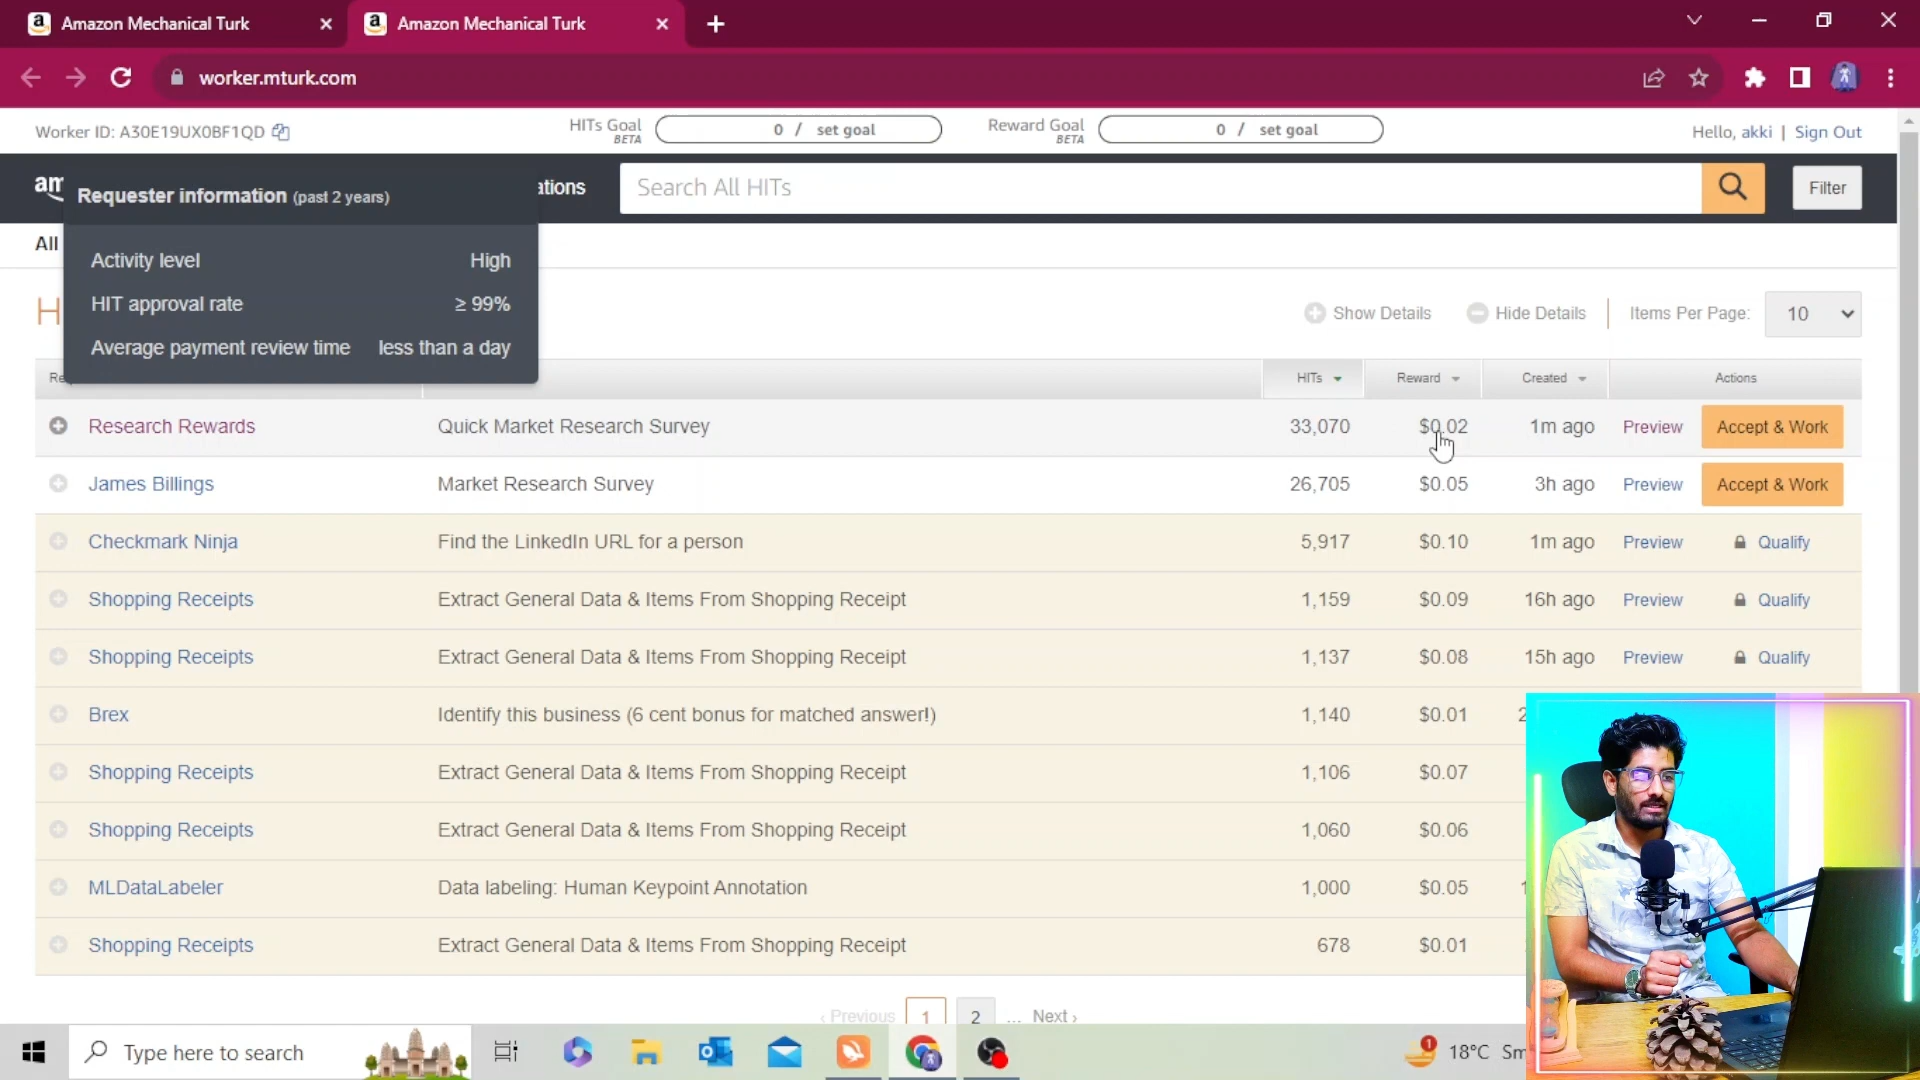 Amazon Mechanical Turk
Amazon Mechanical Turk
worker.mturk.com
Worker ID: A30E19UX0BF1QD
HITs Goal BETA
0 / set goal
Reward Goal BETA
0 / set goal
Hello, akki | Sign Out
am
ations
Search All HITs
Filter
Requester information (past 2 years)
Activity level High
HIT approval rate ≥ 99%
Average payment review time less than a day
All
H
Show Details
Hide Details
Items Per Page: 10
Re
HITs
Reward
Created
Actions
Research Rewards Quick Market Research Survey 33,070 $0.02 1m ago Preview Accept & Work
James Billings Market Research Survey 26,705 $0.05 3h ago Preview Accept & Work
Checkmark Ninja Find the LinkedIn URL for a person 5,917 $0.10 1m ago Preview Qualify
Shopping Receipts Extract General Data & Items From Shopping Receipt 1,159 $0.09 16h ago Preview Qualify
Shopping Receipts Extract General Data & Items From Shopping Receipt 1,137 $0.08 15h ago Preview Qualify
Brex Identify this business (6 cent bonus for matched answer!) 1,140 $0.01 2
Shopping Receipts Extract General Data & Items From Shopping Receipt 1,106 $0.07
Shopping Receipts Extract General Data & Items From Shopping Receipt 1,060 $0.06
MLDataLabeler Data labeling: Human Keypoint Annotation 1,000 $0.05 1
Shopping Receipts Extract General Data & Items From Shopping Receipt 678 $0.01
‹ Previous 1 2 ... Next ›
Type here to search
1
18°C Sm